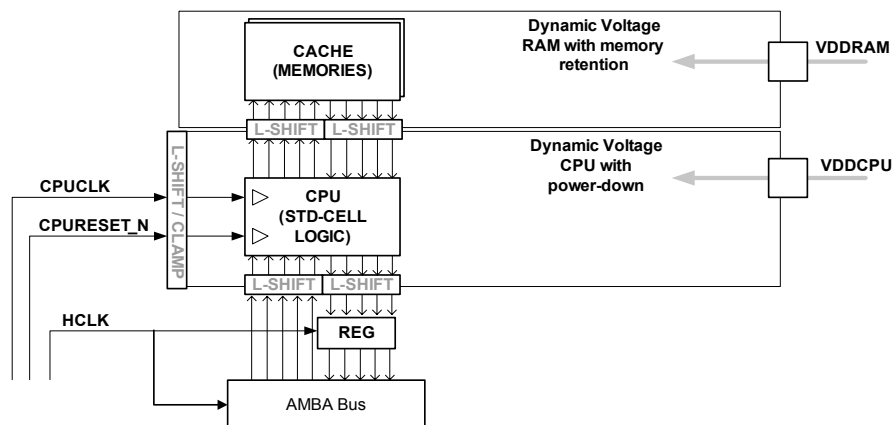 CACHE
(MEMORIES)
Dynamic Voltage
RAM with memory
retention
VDDRAM
L-SHIFT
L-SHIFT
L-SHIFT / CLAMP
Dynamic Voltage
CPU with
power-down
VDDCPU
CPUCLK
CPURESET_N
CPU
(STD-CELL
LOGIC)
L-SHIFT
L-SHIFT
HCLK
REG
AMBA Bus